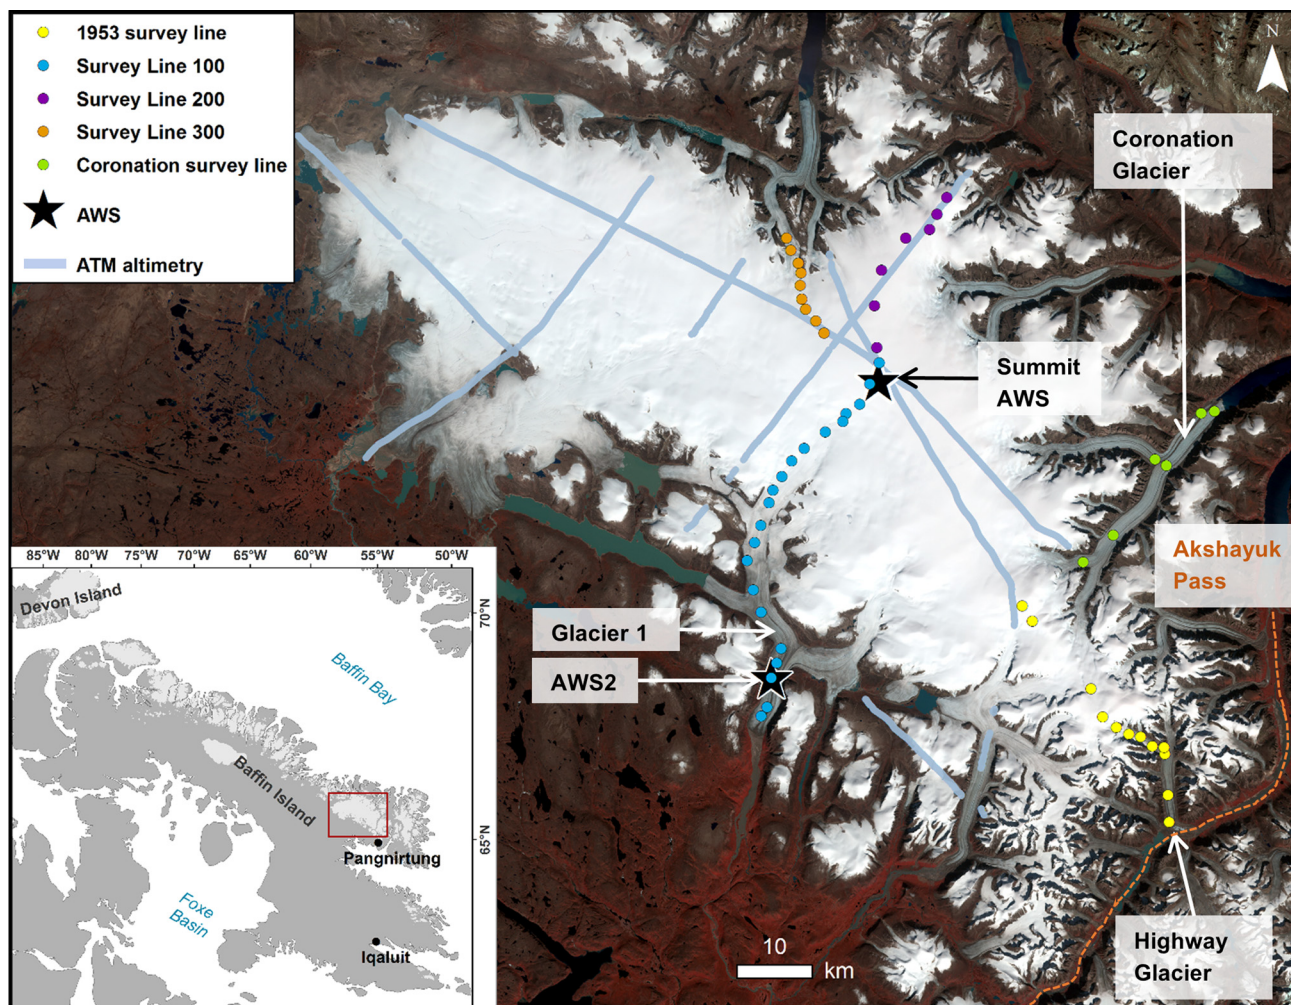 1953 survey line
Survey Line 100
Survey Line 200
Survey Line 300
Coronation survey line
AWS
ATM altimetry
N
Coronation
Glacier
Summit
AWS
Akshayuk
Pass
Glacier 1
AWS2
Highway
Glacier
10
km
85°W 80°W 75°W 70°W 65°W 60°W 55°W 50°W
70°N
65°N
Devon Island
Baffin Bay
Baffin Island
Pangnirtung
Foxe
Basin
Iqaluit